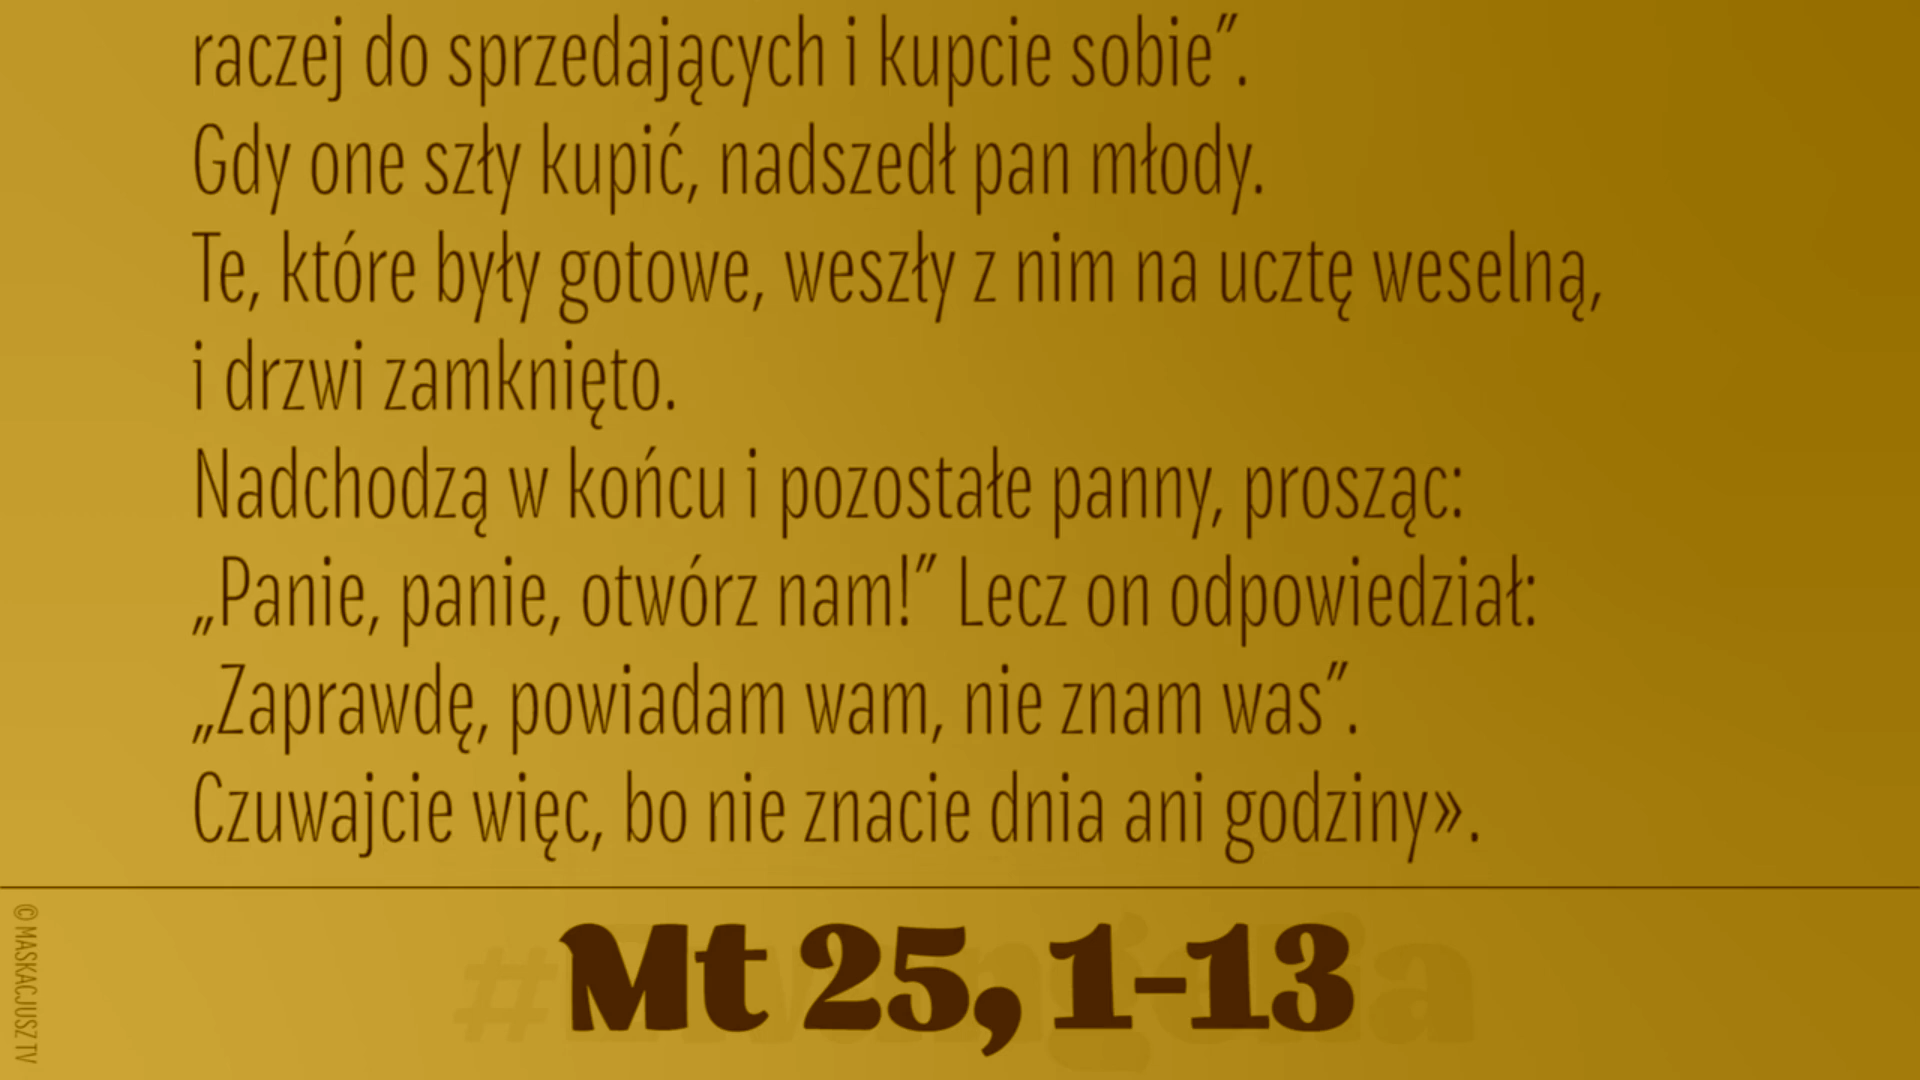 raczej do sprzedających i kupcie sobie”.
Gdy one szły kupić, nadszedł pan młody.
Te, które były gotowe, weszły z nim na ucztę weselną,
i drzwi zamknięto.
Nadchodzą w końcu i pozostałe panny, prosząc:
„Panie, panie, otwórz nam!” Lecz on odpowiedział:
„Zaprawdę, powiadam wam, nie znam was”.
Czuwajcie więc, bo nie znacie dnia ani godziny».
Mt 25, 1-13
© MASKACJUSZ TV